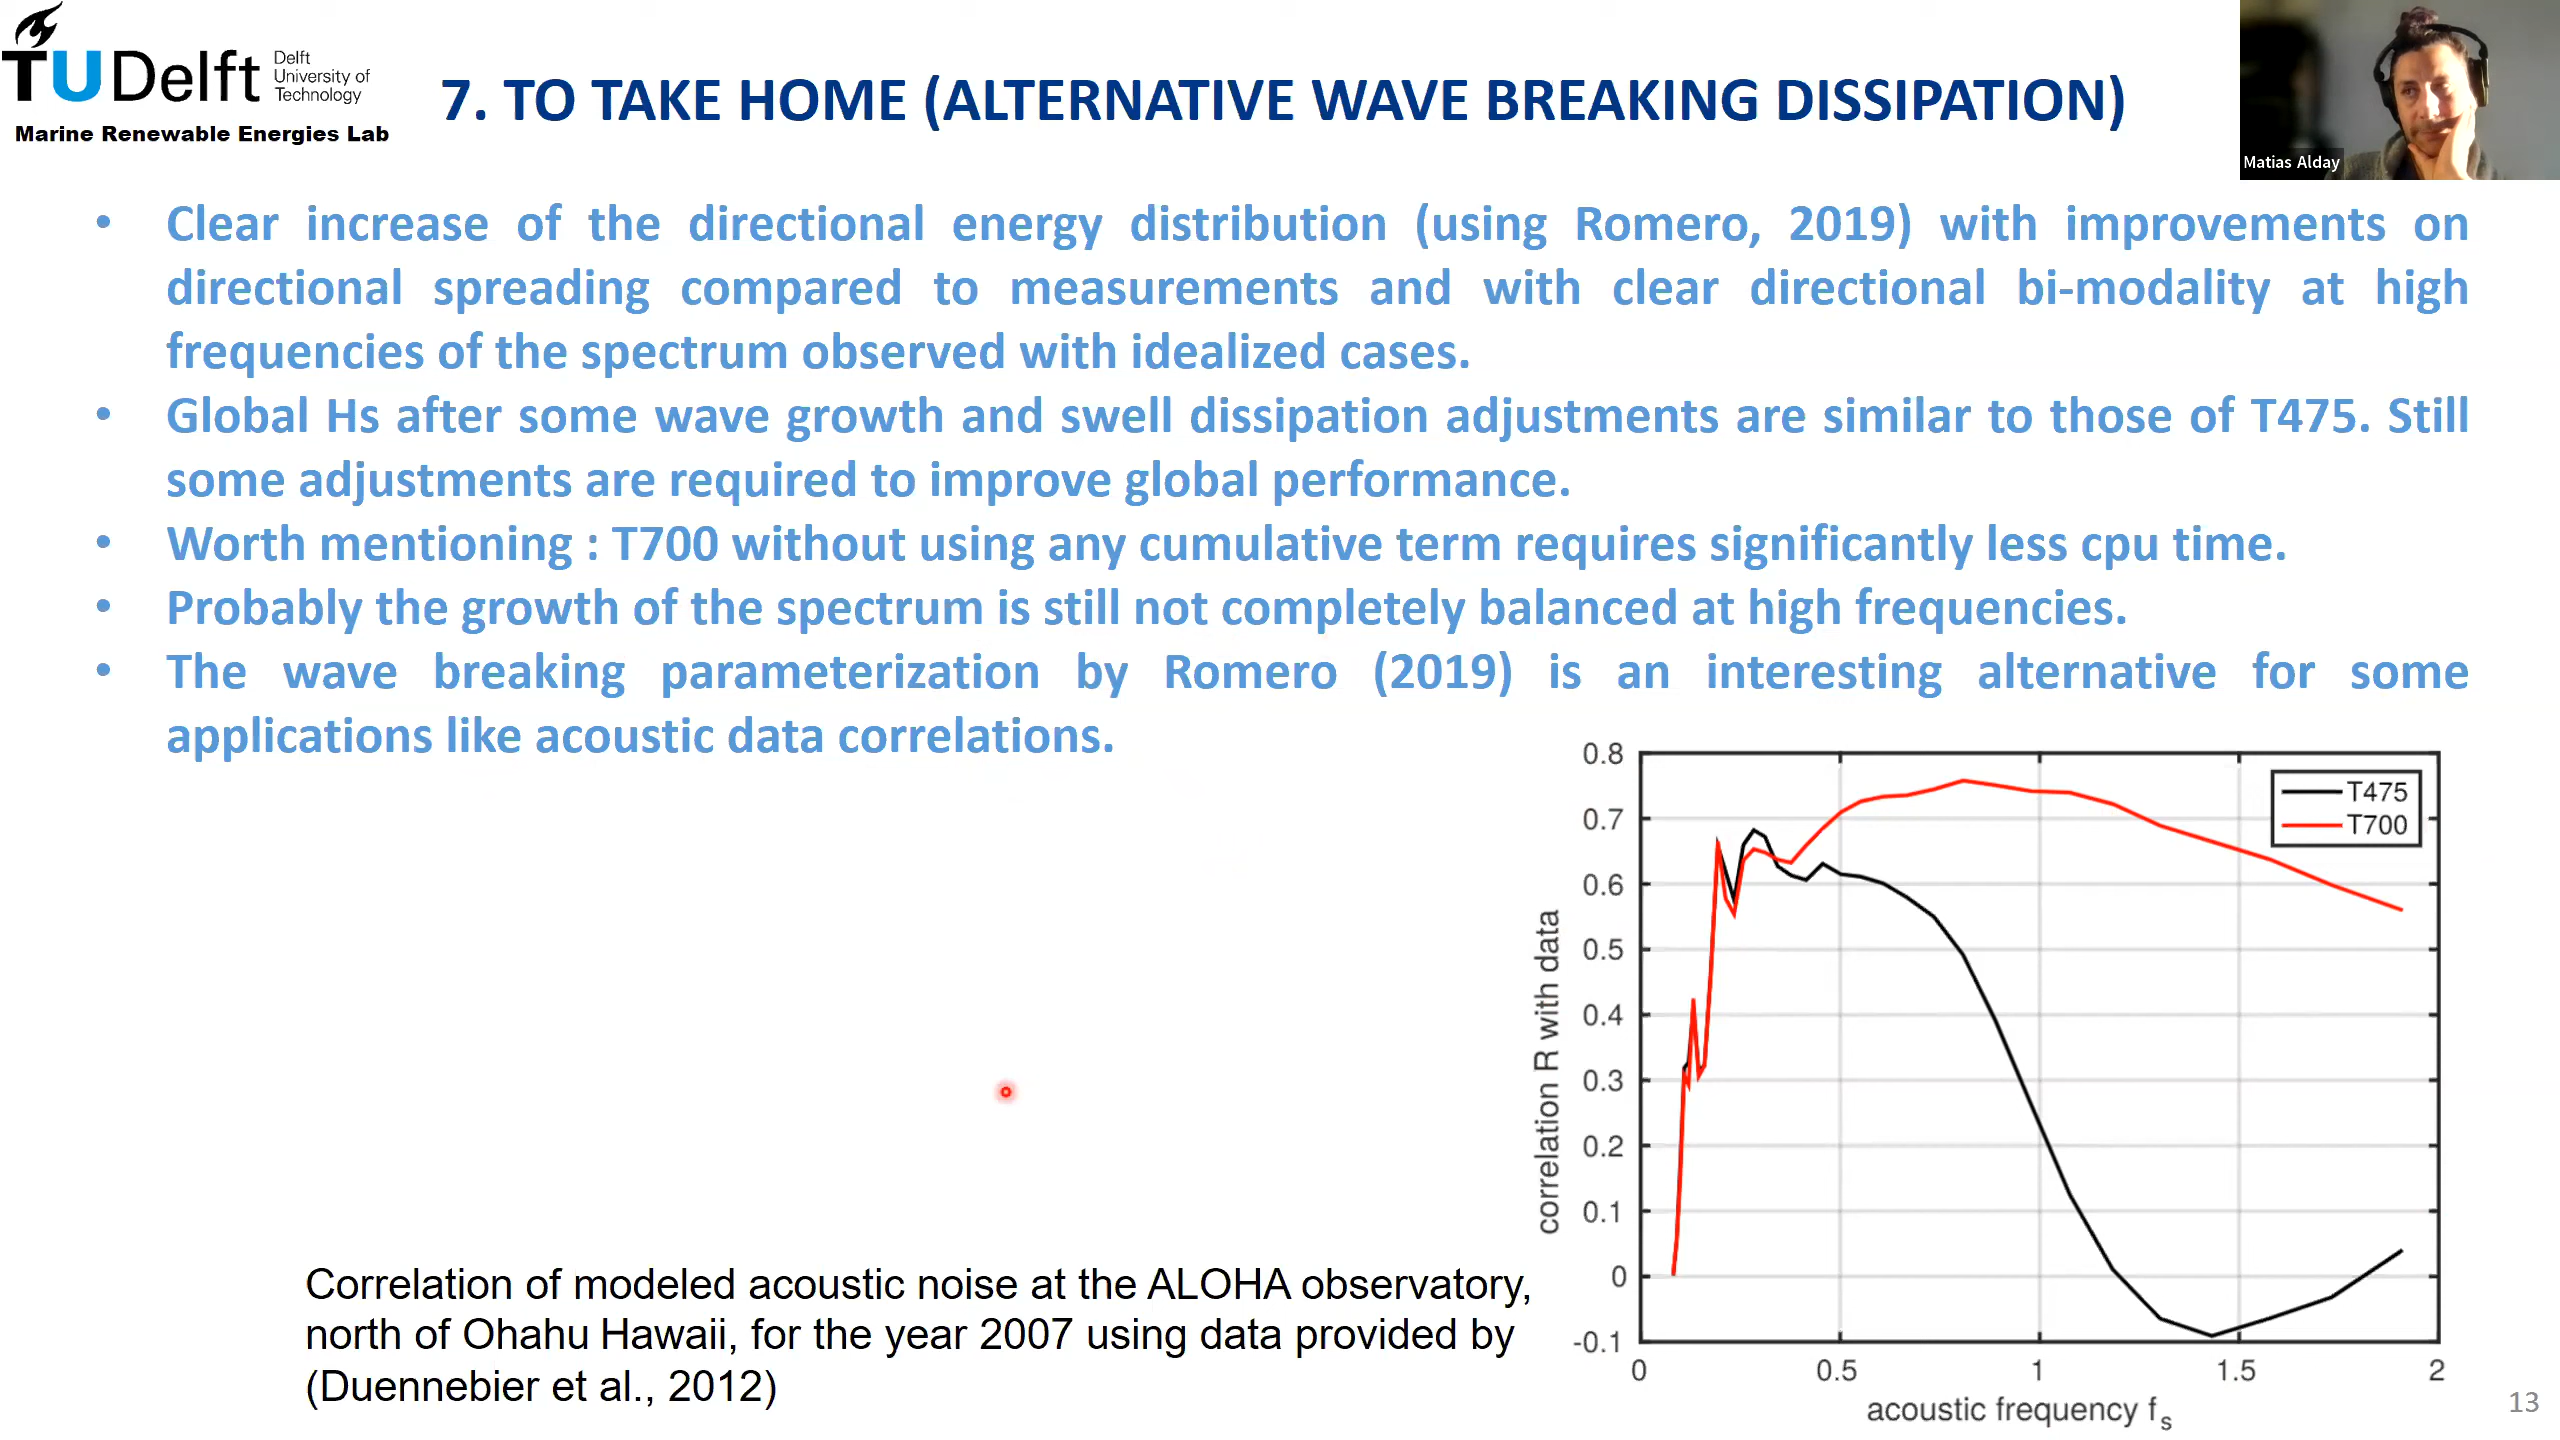 TUDelft
Delft
University of
Technology
Marine Renewable Energies Lab
7. TO TAKE HOME (ALTERNATIVE WAVE BREAKING DISSIPATION)
Matias Alday
• Clear increase of the directional energy distribution (using Romero, 2019) with improvements on
directional spreading compared to measurements and with clear directional bi-modality at high
frequencies of the spectrum observed with idealized cases.
• Global Hs after some wave growth and swell dissipation adjustments are similar to those of T475. Still
some adjustments are required to improve global performance.
• Worth mentioning : T700 without using any cumulative term requires significantly less cpu time.
• Probably the growth of the spectrum is still not completely balanced at high frequencies.
• The wave breaking parameterization by Romero (2019) is an interesting alternative for some
applications like acoustic data correlations.
Correlation of modeled acoustic noise at the ALOHA observatory,
north of Ohahu Hawaii, for the year 2007 using data provided by
(Duennebier et al., 2012)
correlation R with data
0.8
0.7
0.6
0.5
0.4
0.3
0.2
0.1
0
-0.1
T475
T700
0 0.5 1 1.5 2
acoustic frequency fs
13